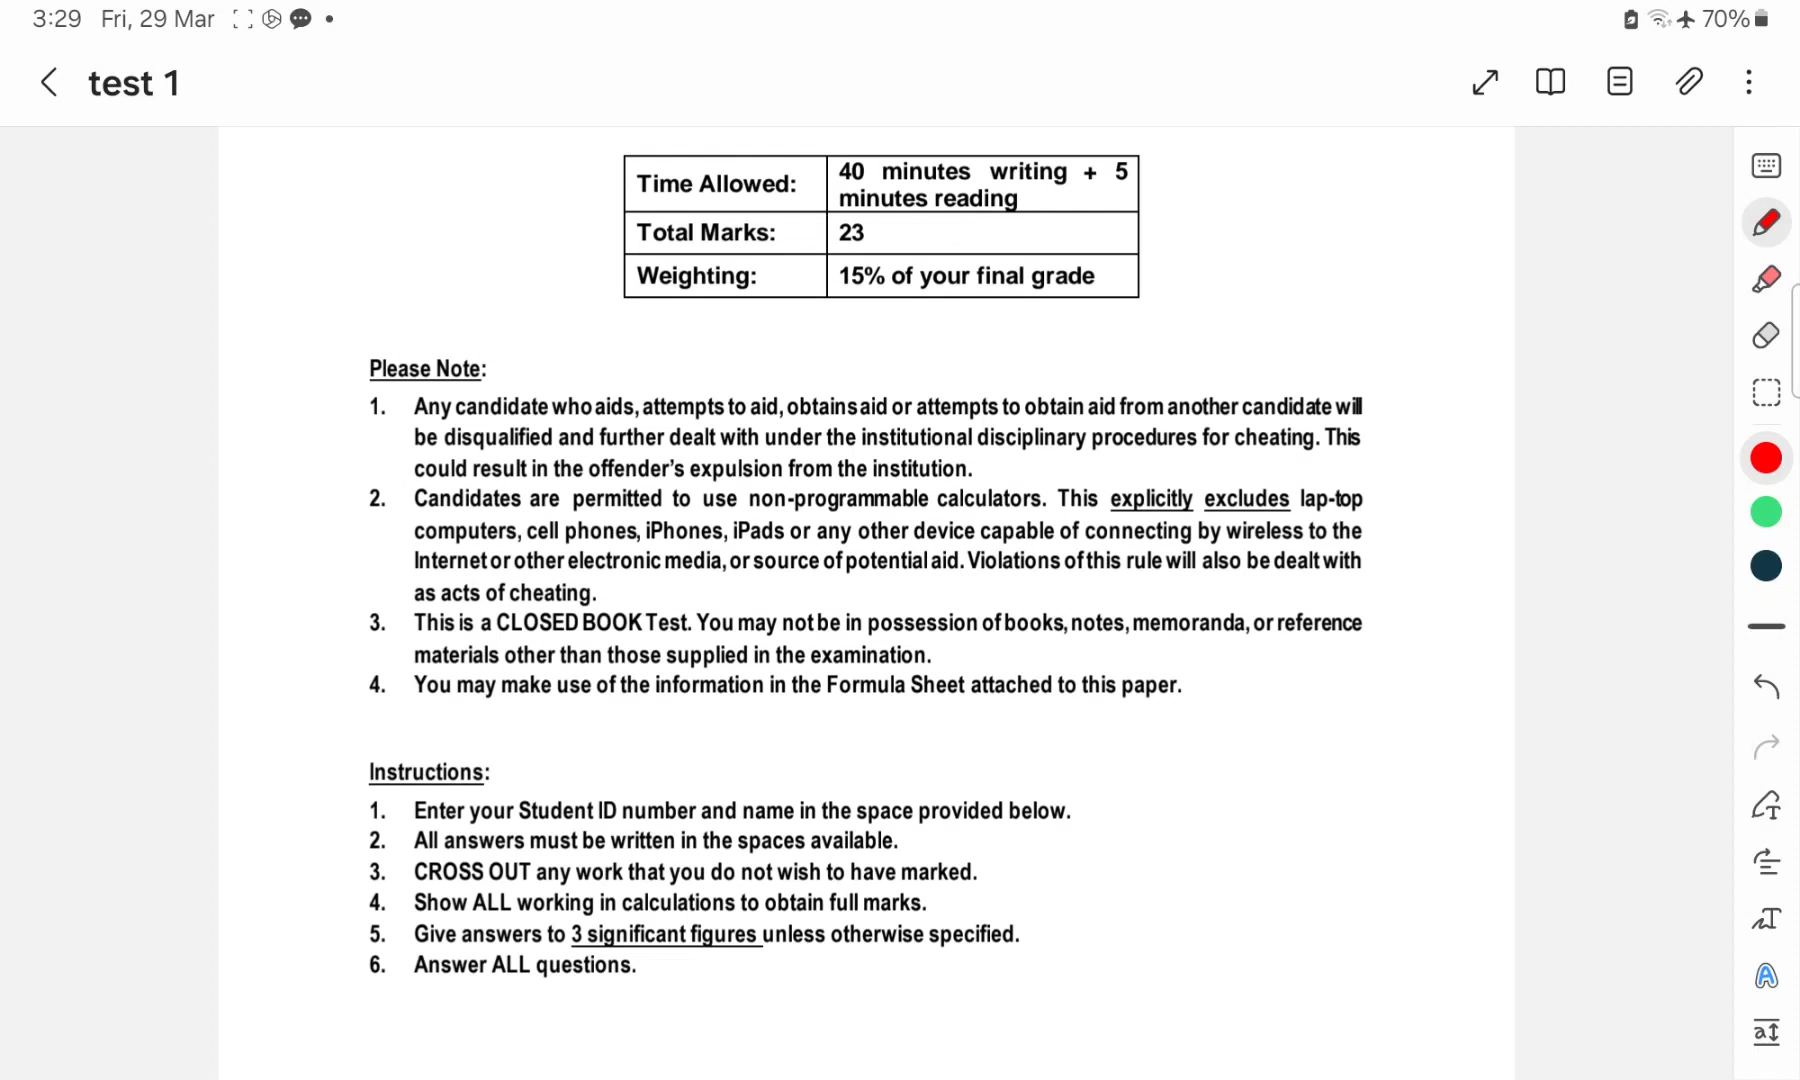 3:29 Fri, 29 Mar 70%
test 1
Time Allowed: 40 minutes writing + 5
minutes reading
Total Marks: 23
Weighting: 15% of your final grade
Please Note:
1. Any candidate who aids, attempts to aid, obtains aid or attempts to obtain aid from another candidate will
be disqualified and further dealt with under the institutional disciplinary procedures for cheating. This
could result in the offender's expulsion from the institution.
2. Candidates are permitted to use non-programmable calculators. This explicitly excludes lap-top
computers, cell phones, iPhones, iPads or any other device capable of connecting by wireless to the
Internet or other electronic media, or source of potential aid. Violations of this rule will also be dealt with
as acts of cheating.
3. This is a CLOSED BOOK Test. You may not be in possession of books, notes, memoranda, or reference
materials other than those supplied in the examination.
4. You may make use of the information in the Formula Sheet attached to this paper.
Instructions:
1. Enter your Student ID number and name in the space provided below.
2. All answers must be written in the spaces available.
3. CROSS OUT any work that you do not wish to have marked.
4. Show ALL working in calculations to obtain full marks.
5. Give answers to 3 significant figures unless otherwise specified.
6. Answer ALL questions.